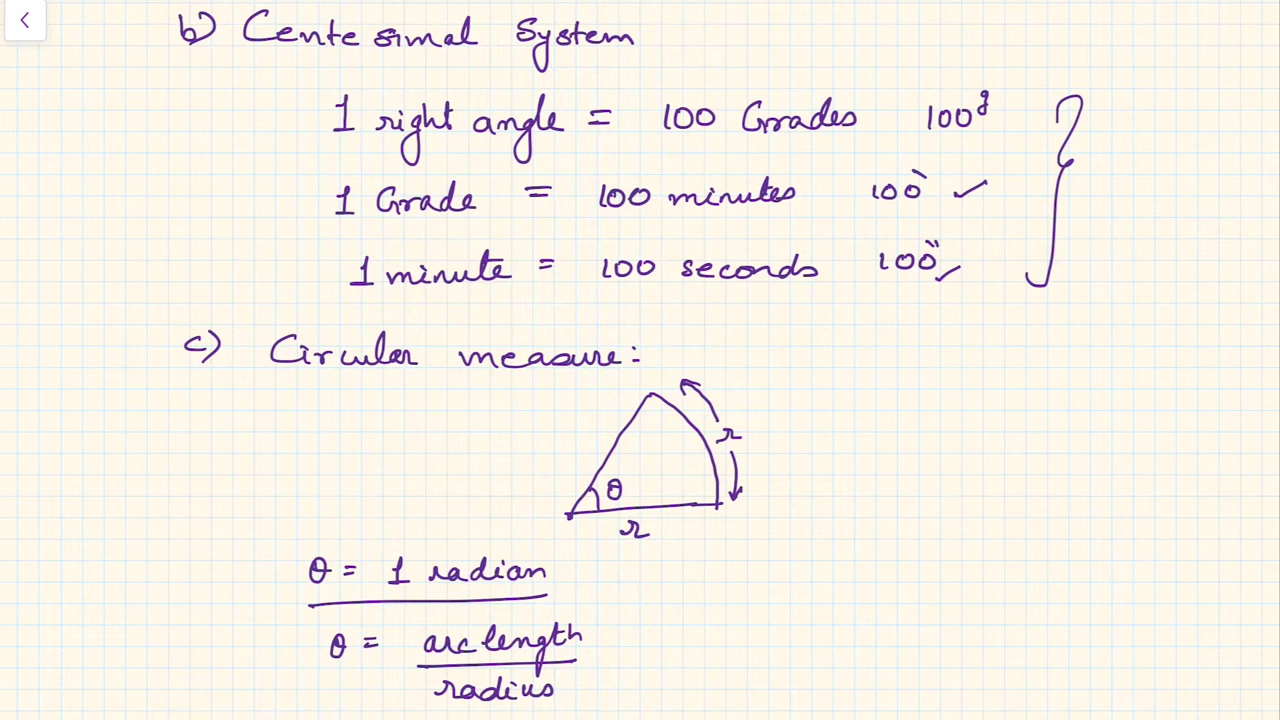 b) Centesimal System
1 right angle = 100 Grades 100ᵍ
1 Grade = 100 minutes 100`
1 minute = 100 seconds 100``
c) Circular measure:
r
θ
r
θ = 1 radian
θ = arc length
radius